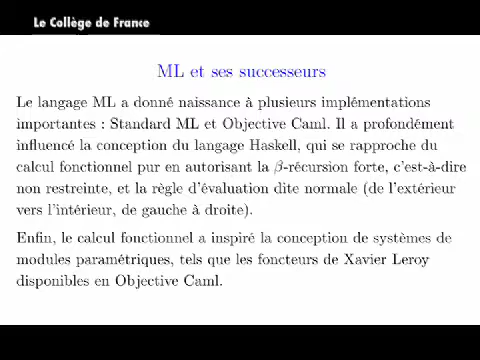 Le Collège de France
ML et ses successeurs
Le langage ML a donné naissance à plusieurs implémentations
importantes : Standard ML et Objective Caml. Il a profondément
influencé la conception du langage Haskell, qui se rapproche du
calcul fonctionnel pur en autorisant la β-récursion forte, c'est-à-dire
non restreinte, et la règle d'évaluation dite normale (de l'extérieur
vers l'intérieur, de gauche à droite).
Enfin, le calcul fonctionnel a inspiré la conception de systèmes de
modules paramétriques, tels que les foncteurs de Xavier Leroy
disponibles en Objective Caml.